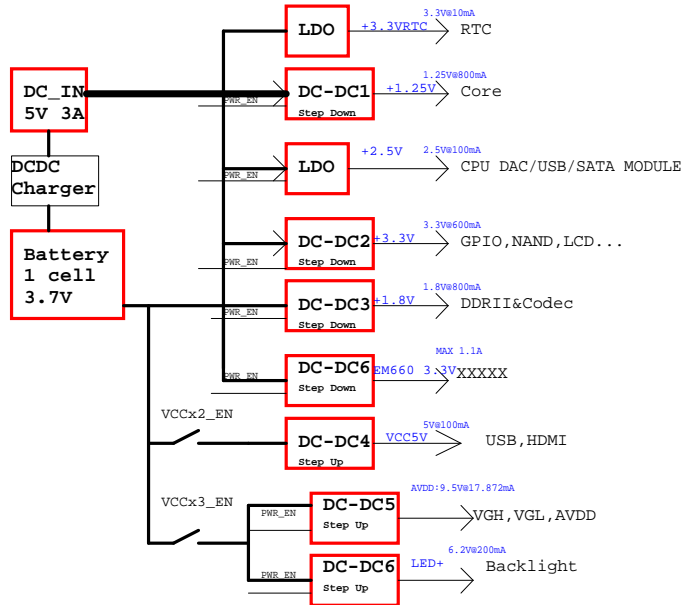 3.3V@10mA
LDO
+3.3VRTC
RTC
1.25V@800mA
DC_IN
5V 3A
PWR_EN
DC-DC1
Step Down
+1.25V
Core
DCDC
Charger
LDO
+2.5V
2.5V@100mA
CPU DAC/USB/SATA MODULE
PWR_EN
3.3V@600mA
Battery
1 cell
3.7V
DC-DC2
Step Down
+3.3V
GPIO,NAND,LCD...
PWR_EN
1.8V@800mA
DC-DC3
Step Down
+1.8V
DDRII&Codec
PWR_EN
MAX 1.1A
PWR_EN
DC-DC6
Step Down
EM660 3.3V
XXXXX
VCCx2_EN
5V@100mA
DC-DC4
Step Up
VCC5V
USB,HDMI
VCCx3_EN
AVDD:9.5V@17.872mA
PWR_EN
DC-DC5
Step Up
VGH,VGL,AVDD
6.2V@200mA
PWR_EN
DC-DC6
Step Up
LED+
Backlight